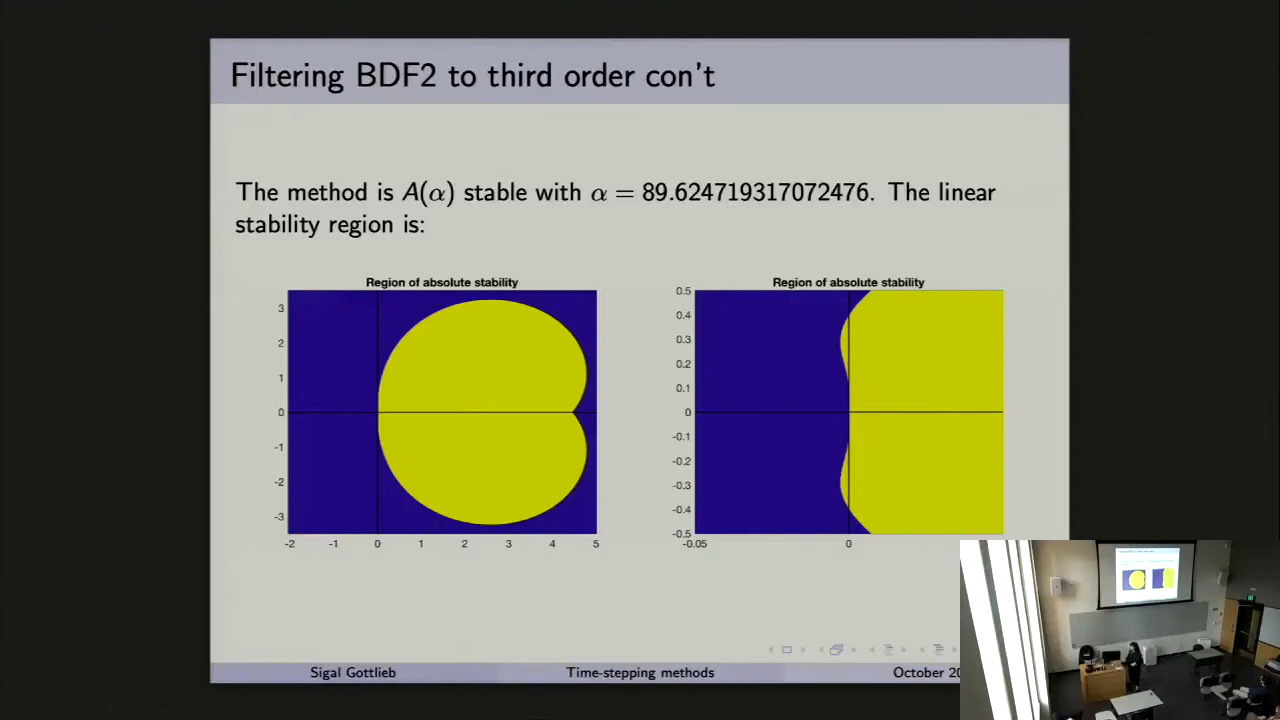 Filtering BDF2 to third order con't
The method is A(α) stable with α = 89.624719317072476. The linear
stability region is:
Region of absolute stability
3
2
1
0
-1
-2
-3
-2 -1 0 1 2 3 4 5
Region of absolute stability
0.5
0.4
0.3
0.2
0.1
0
-0.1
-0.2
-0.3
-0.4
-0.5
-0.05 0
Sigal Gottlieb Time-stepping methods October